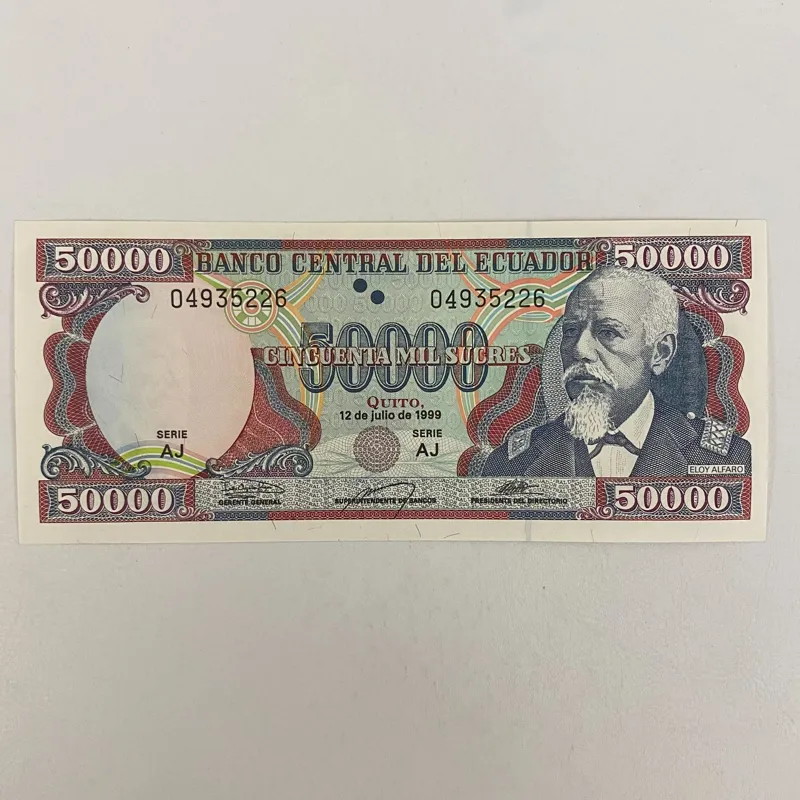 50000 BANCO CENTRAL DEL ECUADOR 50000
04935226 04935226
50000
CINCUENTA MIL SUCRES
QUITO,
12 de julio de 1999
SERIE SERIE
AJ AJ
ELOY ALFARO
50000 GERENTE GENERAL SUPERINTENDENTE DE BANCOS PRESIDENTE DEL DIRECTORIO 50000